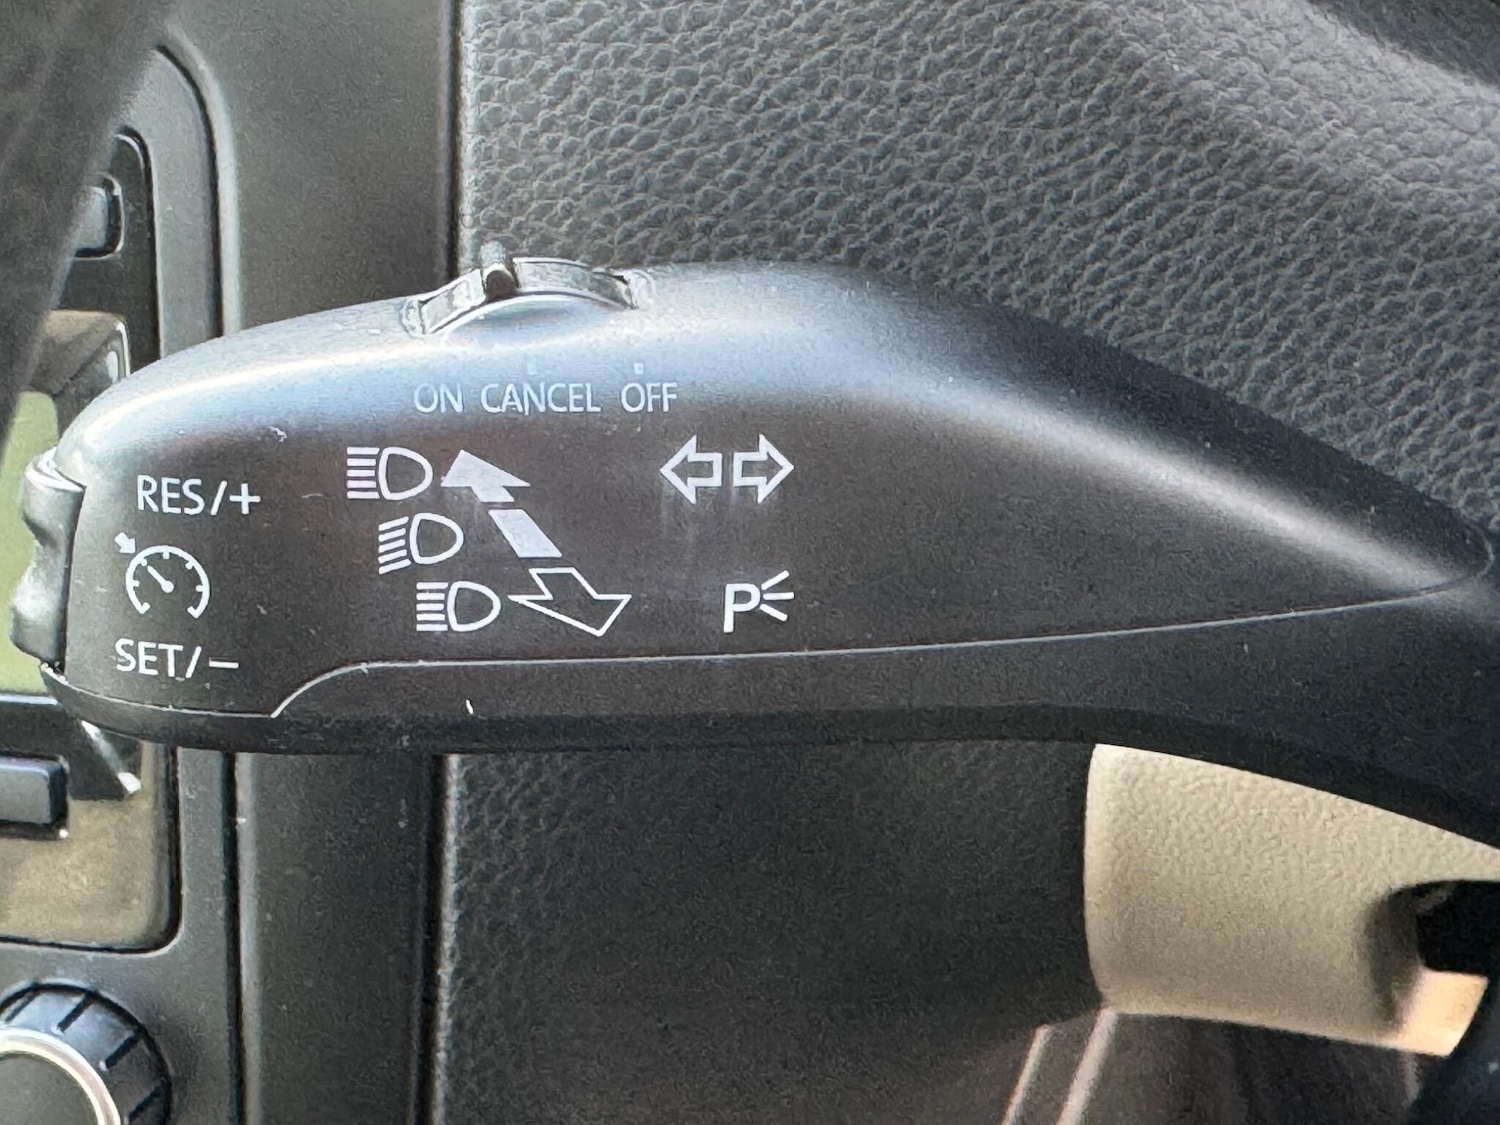 ON CANCEL OFF
RES/+
SET/−
P